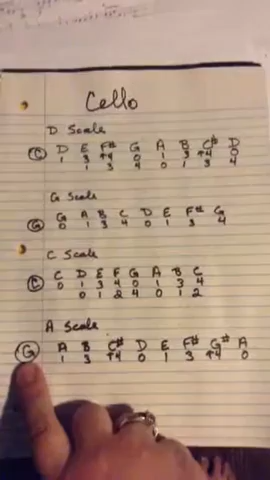 Cello
D Scale
C D E F# G A B C# D
1 3 +4 0 1 3 +4 0
1 3 4 0 1 3 4
G Scale
G G A B C D E F# G
0 1 3 4 0 1 3 4
C Scale
C C D E F G A B C
0 1 3 4 0 1 3 4
0 1 2 4 0 1 2
A Scale
G A B C# D E F# G# A
1 3 +4 0 1 3 +4 0